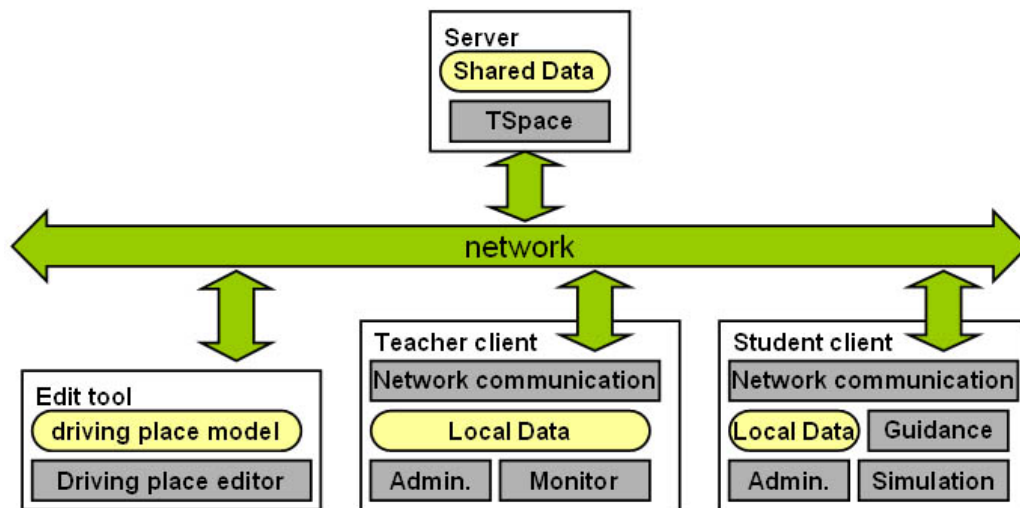 Server
Shared Data
TSpace
network
Edit tool
driving place model
Driving place editor
Teacher client
Network communication
Local Data
Admin.
Monitor
Student client
Network communication
Local Data
Guidance
Admin.
Simulation